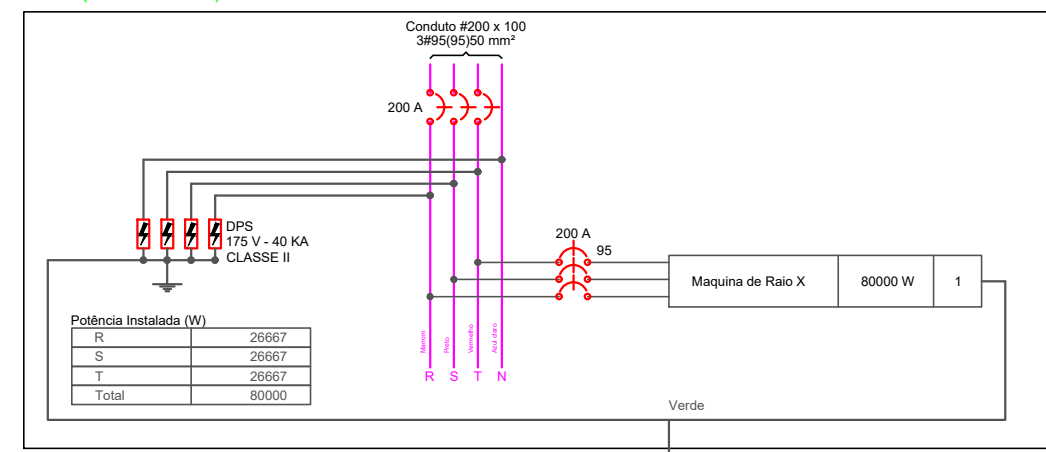 Conduto #200 x 100
3#95(95)50 mm²
200 A
DPS
175 V - 40 KA
CLASSE II
200 A
95
Maquina de Raio X 80000 W 1
Potência Instalada (W)
R 26667
S 26667
T 26667
Total 80000
Marrom
Preto
Vermelho
Azul claro
R S T N
Verde